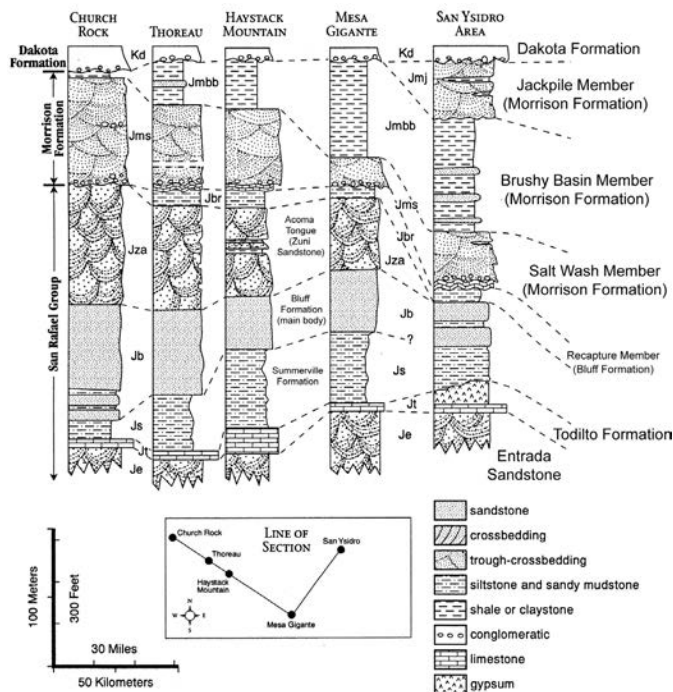 CHURCH
ROCK
THOREAU
HAYSTACK
MOUNTAIN
MESA
GIGANTE
SAN YSIDRO
AREA
Dakota
Formation
Morrison
Formation
San Rafael Group
Kd
Jms
Jza
Jb
Js
Jt
Je
Jmbb
Jbr
Acoma
Tongue
(Zuni
Sandstone)
Bluff
Formation
(main body)
Summerville
Formation
Kd
Jmj
Jmbb
Jms
Jbr
Jza
Jb
?
Js
Jt
Je
Dakota Formation
Jackpile Member
(Morrison Formation)
Brushy Basin Member
(Morrison Formation)
Salt Wash Member
(Morrison Formation)
Recapture Member
(Bluff Formation)
Todilto Formation
Entrada
Sandstone
100 Meters
300 Feet
30 Miles
50 Kilometers
LINE OF
SECTION
Church Rock
Thoreau
Haystack
Mountain
Mesa Gigante
San Ysidro
N
W
E
S
sandstone
crossbedding
trough-crossbedding
siltstone and sandy mudstone
shale or claystone
conglomeratic
limestone
gypsum